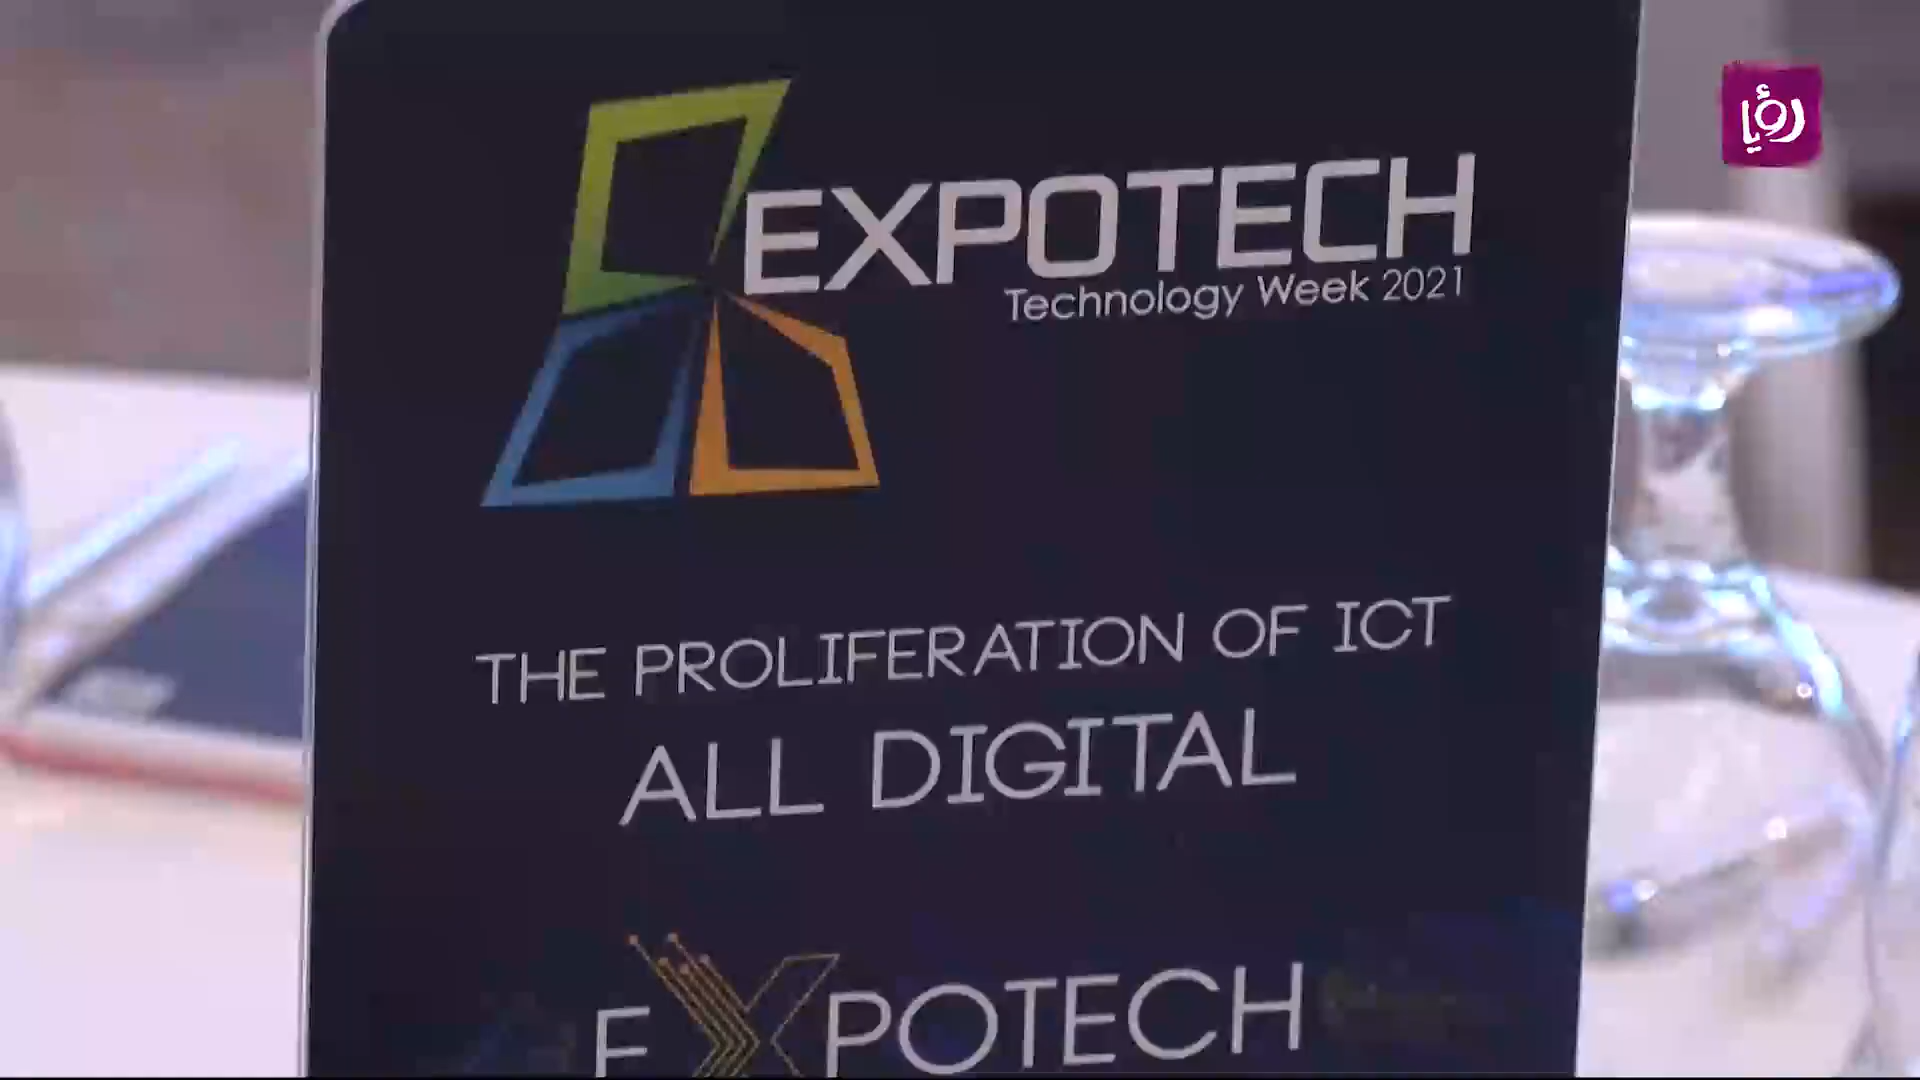 رؤيا
EXPOTECH
Technology Week 2021
THE PROLIFERATION OF ICT
ALL DIGITAL
EXPOTECH